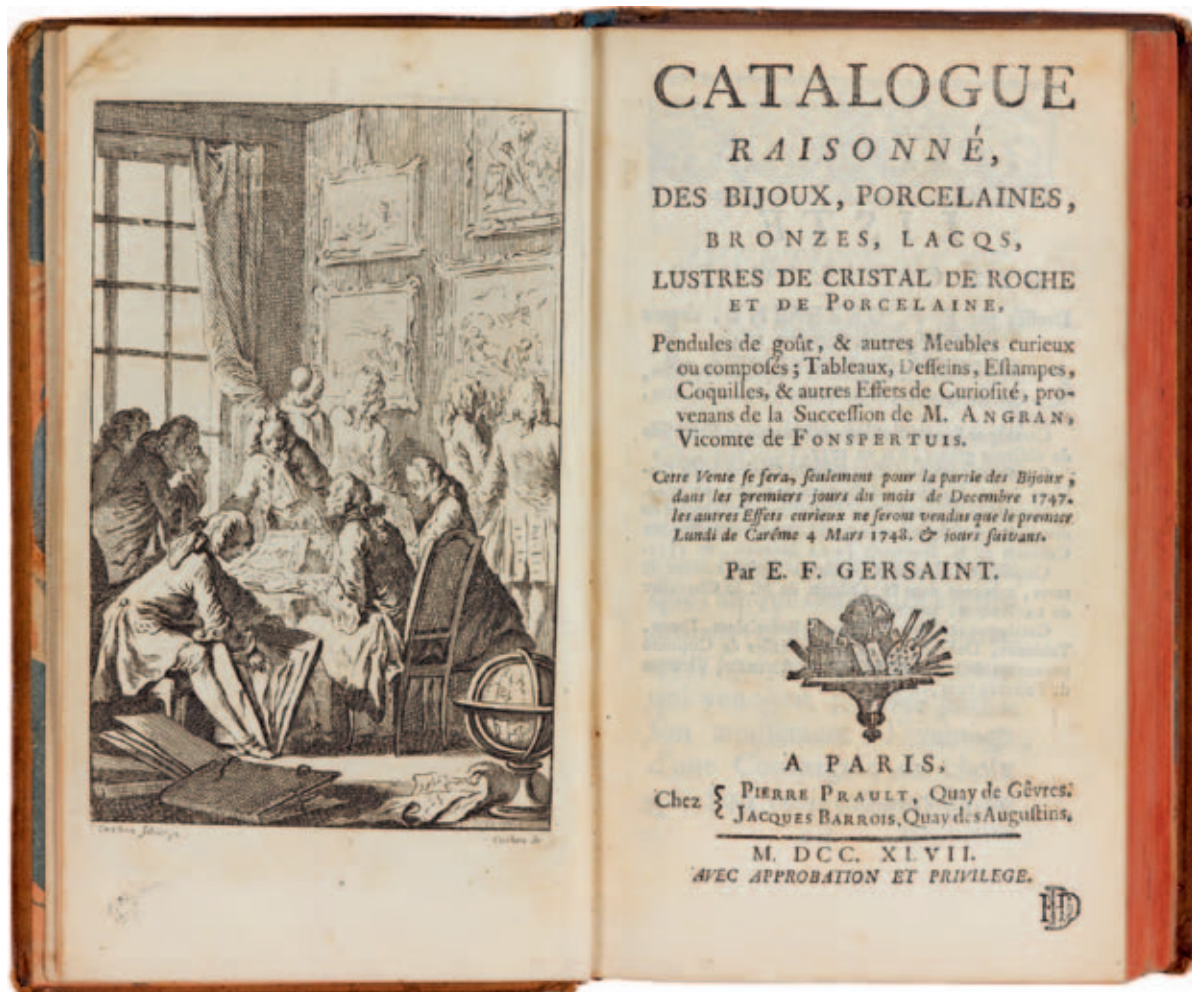 Cochin
Cochin
CATALOGUE
RAISONNÉ,
DES BIJOUX, PORCELAINES,
BRONZES, LACQS,
LUSTRES DE CRISTAL DE ROCHE
ET DE PORCELAINE,
Pendules de goût, & autres Meubles curieux
ou composés ; Tableaux, Desseins, Estampes,
Coquilles, & autres Effets de Curiosité, pro-
venans de la Succession de M. ANGRAN,
Vicomte de FONSPERTUIS.
Cette Vente se fera, seulement pour la partie des Bijoux ;
dans les premiers jours du mois de Decembre 1747.
les autres Effets curieux ne seront vendus que le premier
Lundi de Carême 4 Mars 1748. & jours suivans.
Par E. F. GERSAINT.
A PARIS,
Chez { PIERRE PRAULT, Quay de Gêvres.
JACQUES BARROIS, Quay des Augustins.
M. DCC. XLVII.
AVEC APPROBATION ET PRIVILEGE.